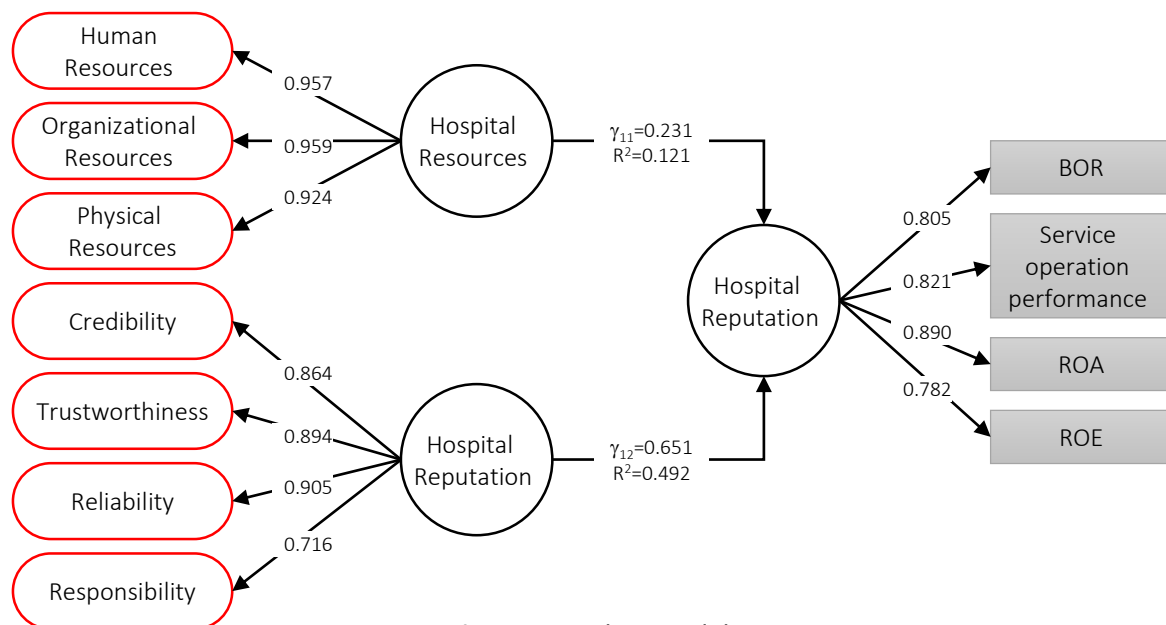 Human
Resources
0.957
Organizational
Resources
0.959
Physical
Resources
0.924
Hospital
Resources
γ11=0.231
R²=0.121
Credibility
0.864
Trustworthiness
0.894
Reliability
0.905
Responsibility
0.716
Hospital
Reputation
γ12=0.651
R²=0.492
Hospital
Reputation
BOR
0.805
Service
operation
performance
0.821
ROA
0.890
ROE
0.782